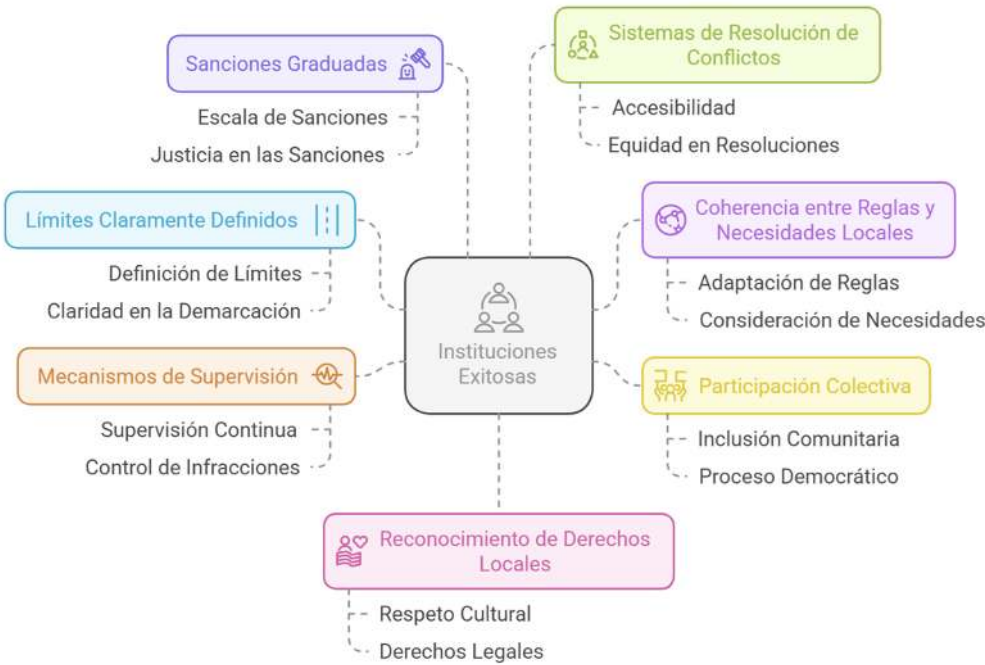 Sanciones Graduadas
Escala de Sanciones
Justicia en las Sanciones
Sistemas de Resolución de
Conflictos
Accesibilidad
Equidad en Resoluciones
Límites Claramente Definidos
Definición de Límites
Claridad en la Demarcación
Coherencia entre Reglas y
Necesidades Locales
Adaptación de Reglas
Consideración de Necesidades
Instituciones
Exitosas
Mecanismos de Supervisión
Supervisión Continua
Control de Infracciones
Participación Colectiva
Inclusión Comunitaria
Proceso Democrático
Reconocimiento de Derechos
Locales
Respeto Cultural
Derechos Legales